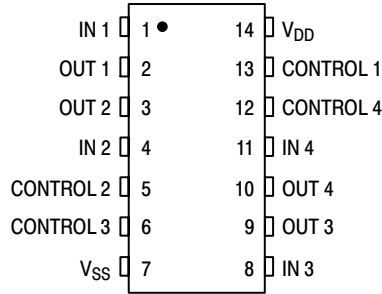 IN 1 1 14 V_DD
OUT 1 2 13 CONTROL 1
OUT 2 3 12 CONTROL 4
IN 2 4 11 IN 4
CONTROL 2 5 10 OUT 4
CONTROL 3 6 9 OUT 3
V_SS 7 8 IN 3